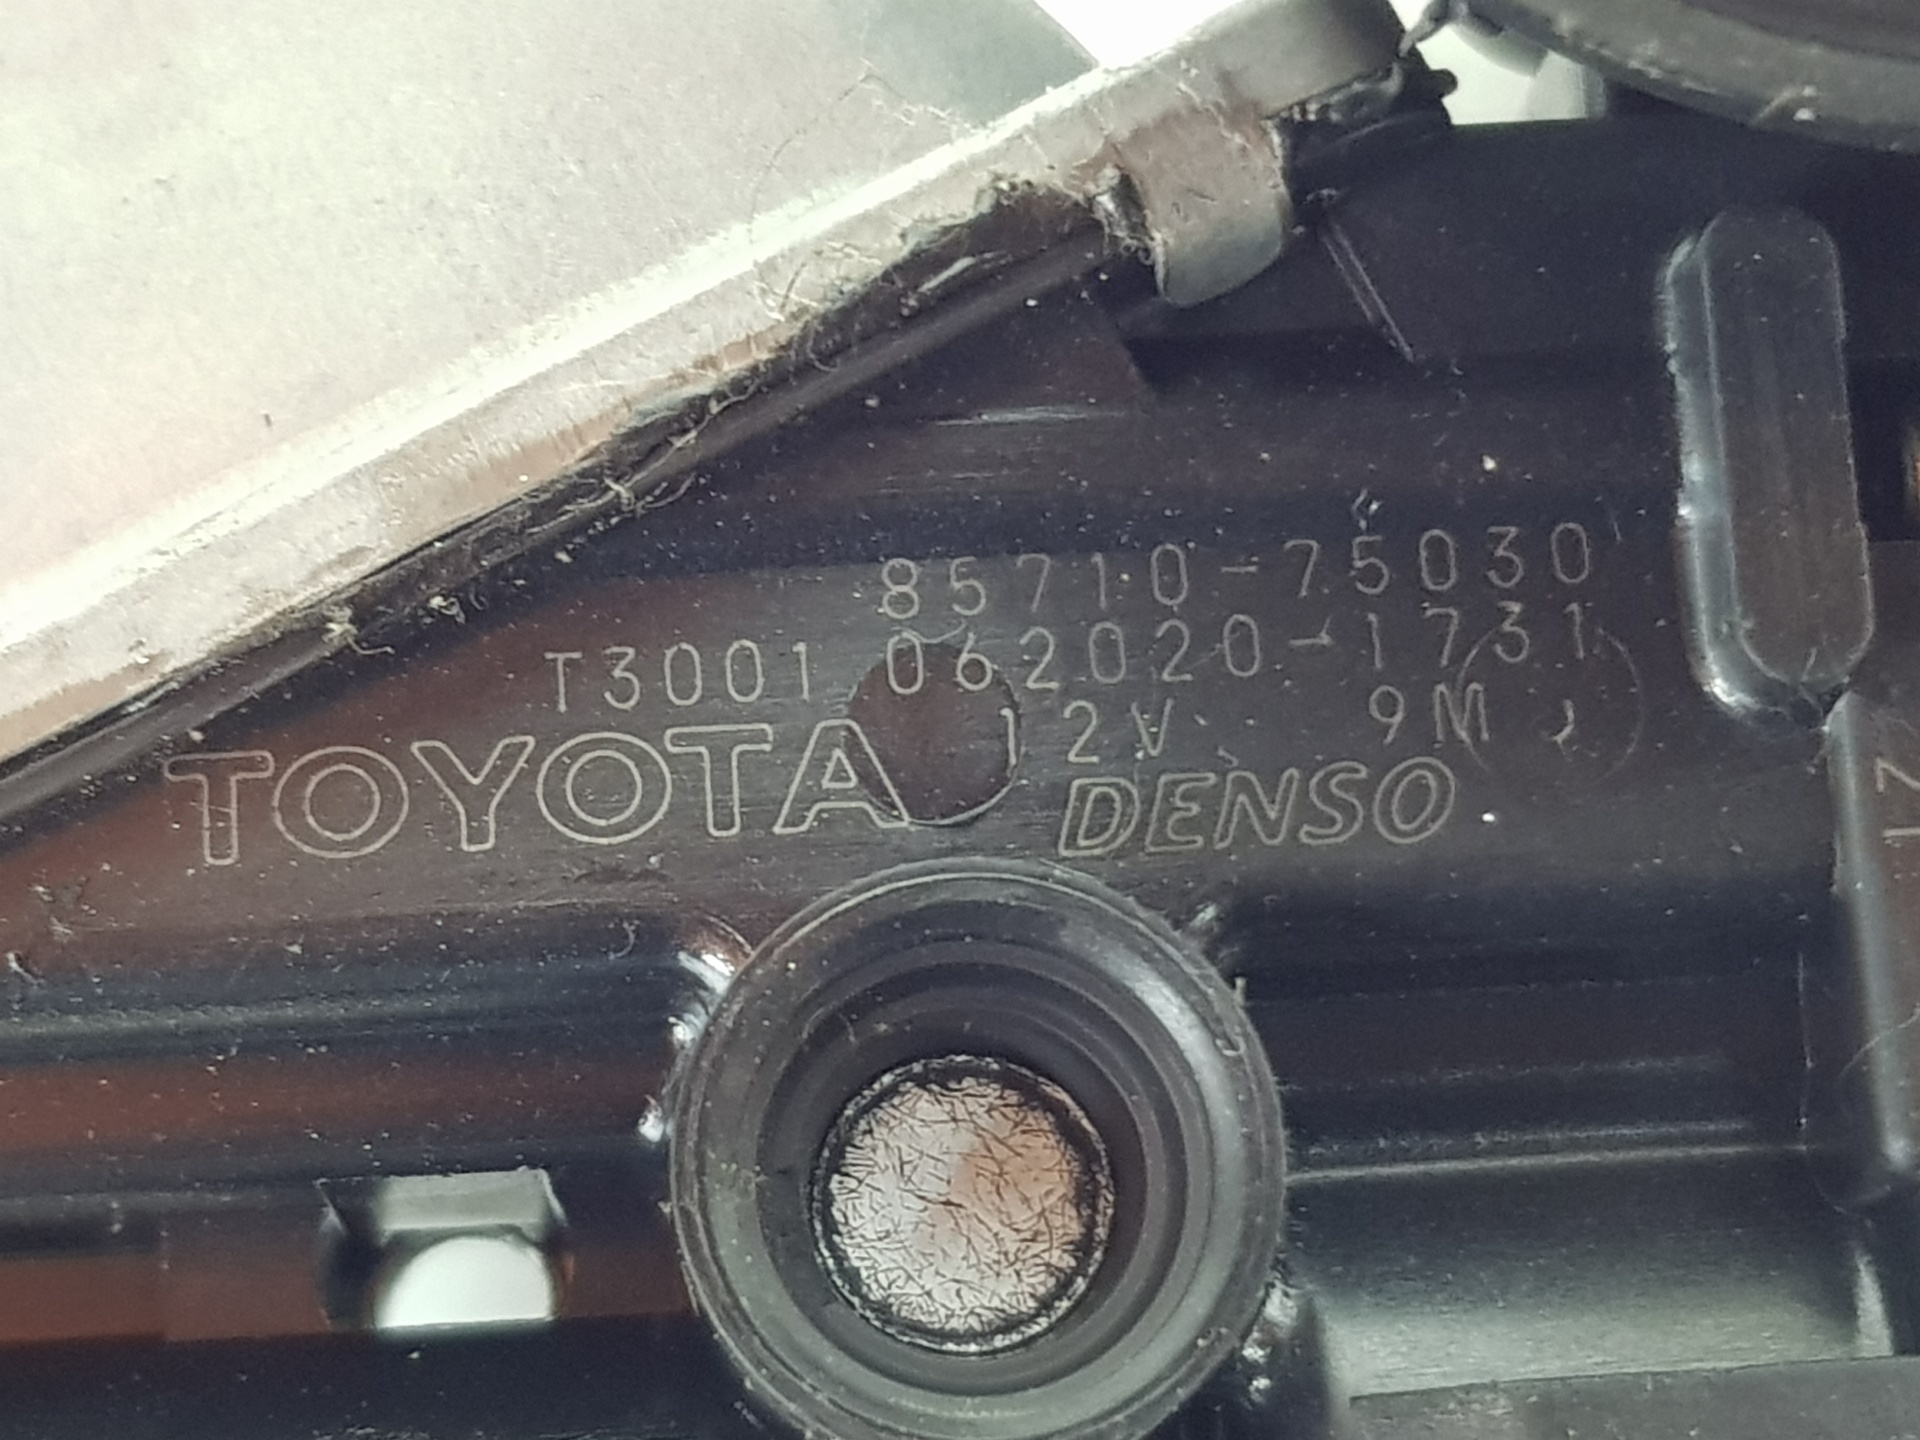 85710-75030
T3001 062020-1731
12V 9M
TOYOTA DENSO